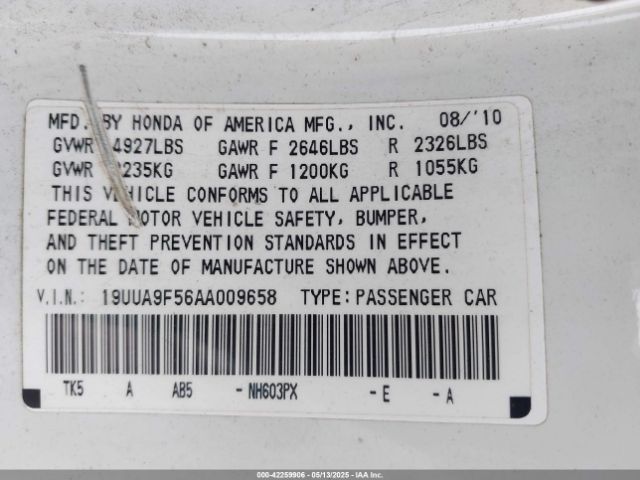 MFD. BY HONDA OF AMERICA MFG., INC. 08/'10
GVWR 4927LBS GAWR F 2646LBS R 2326LBS
GVWR 2235KG GAWR F 1200KG R 1055KG
THIS VEHICLE CONFORMS TO ALL APPLICABLE
FEDERAL MOTOR VEHICLE SAFETY, BUMPER,
AND THEFT PREVENTION STANDARDS IN EFFECT
ON THE DATE OF MANUFACTURE SHOWN ABOVE.
V.I.N.: 19UUA9F56AA009658 TYPE: PASSENGER CAR
TK5 A AB5 - NH603PX - E - A
000-42259906 - 05/13/2025 - IAA Inc.